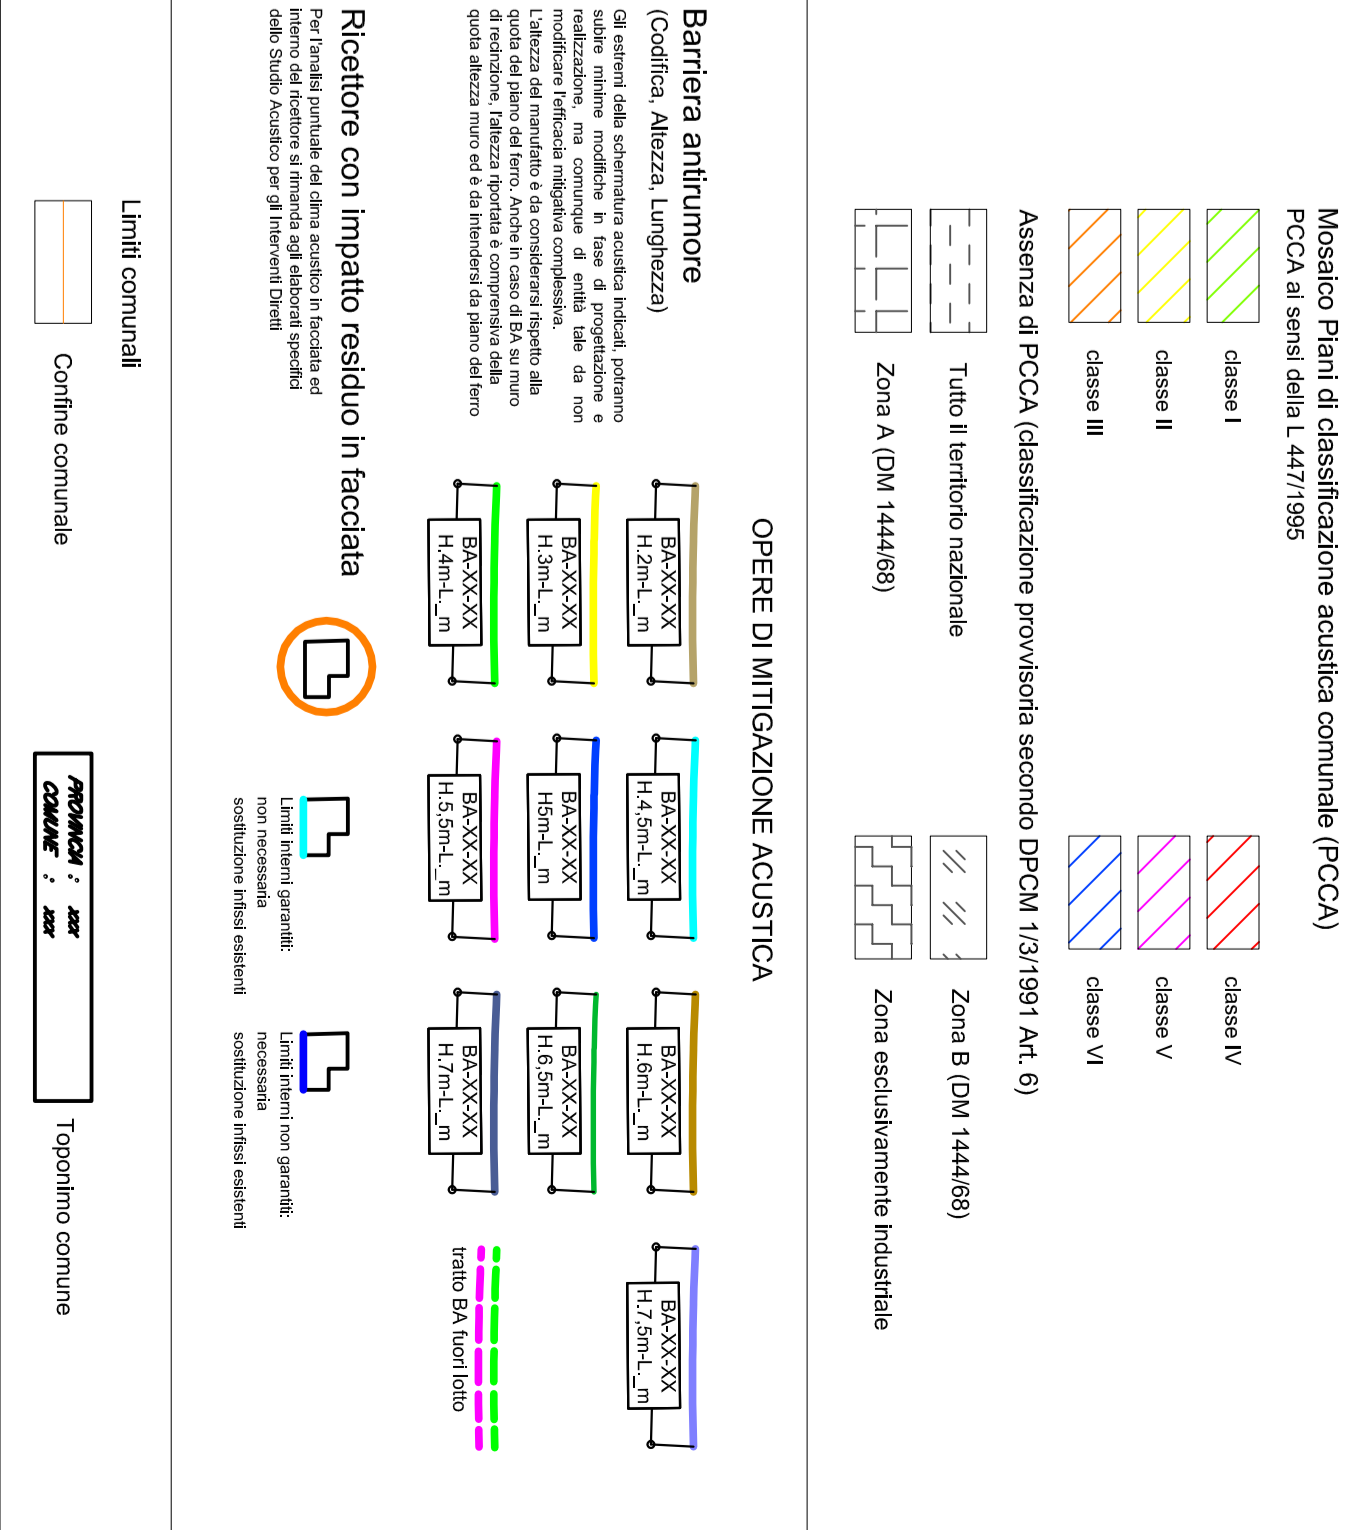 Mosaico Piani di classificazione acustica comunale (PCCA)
PCCA ai sensi della L 447/1995
classe I
classe IV
classe II
classe V
classe III
classe VI
Assenza di PCCA (classificazione provvisoria secondo DPCM 1/3/1991 Art. 6)
Tutto il territorio nazionale
Zona B (DM 1444/68)
Zona A (DM 1444/68)
Zona esclusivamente industriale
OPERE DI MITIGAZIONE ACUSTICA
Barriera antirumore
(Codifica, Altezza, Lunghezza)
Gli estremi della schermatura acustica indicati, potranno
subire minime modifiche in fase di progettazione e
realizzazione, ma comunque di entità tale da non
modificare l'efficacia mitigativa complessiva.
L'altezza del manufatto è da considerarsi rispetto alla
quota del piano del ferro. Anche in caso di BA su muro
di recinzione, l'altezza riportata è comprensiva della
quota altezza muro ed è da intendersi da piano del ferro
BA-XX-XX
H.2m-L._m
BA-XX-XX
H.4,5m-L._m
BA-XX-XX
H.6m-L._m
BA-XX-XX
H.7,5m-L._m
BA-XX-XX
H.3m-L._m
BA-XX-XX
H5m-L._m
BA-XX-XX
H.6,5m-L._m
BA-XX-XX
H.4m-L._m
BA-XX-XX
H.5,5m-L._m
BA-XX-XX
H.7m-L._m
tratto BA fuori lotto
Ricettore con impatto residuo in facciata
Per l'analisi puntuale del clima acustico in facciata ed
interno del ricettore si rimanda agli elaborati specifici
dello Studio Acustico per gli Interventi Diretti
Limiti interni garantiti:
non necessaria
sostituzione infissi esistenti
Limiti interni non garantiti:
necessaria
sostituzione infissi esistenti
Limiti comunali
Confine comunale
PROVINCIA : xxx
COMUNE : xxx
Toponimo comune